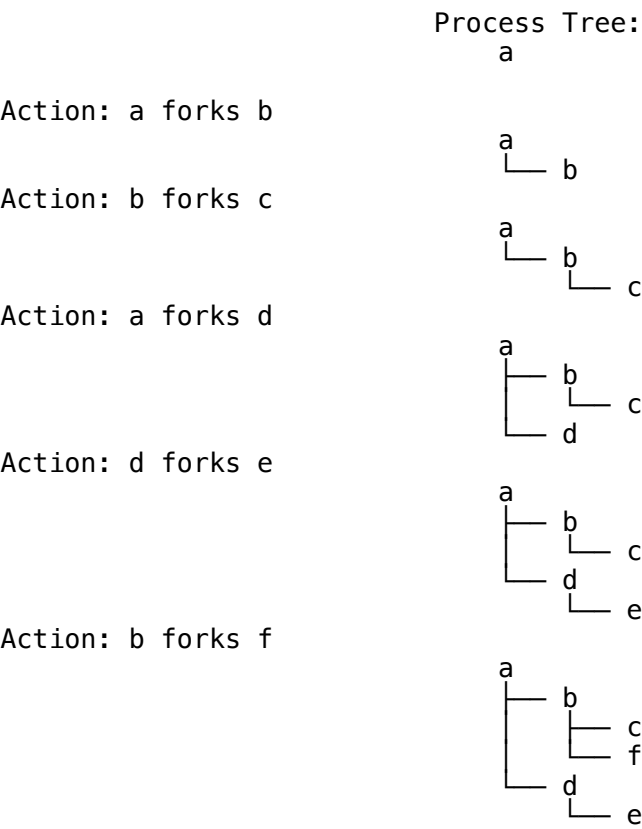 Process Tree:
a
Action: a forks b
a
b
Action: b forks c
a
b
c
Action: a forks d
a
b
c
d
Action: d forks e
a
b
c
d
e
Action: b forks f
a
b
c
f
d
e